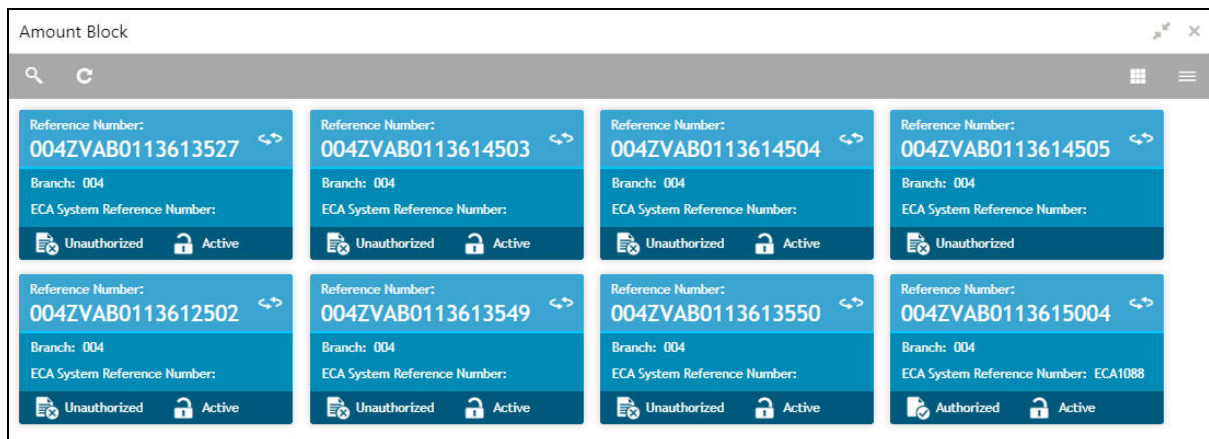 Amount Block
Reference Number:
004ZVAB0113613527
Branch: 004
ECA System Reference Number:
Unauthorized Active
Reference Number:
004ZVAB0113614503
Branch: 004
ECA System Reference Number:
Unauthorized Active
Reference Number:
004ZVAB0113614504
Branch: 004
ECA System Reference Number:
Unauthorized Active
Reference Number:
004ZVAB0113614505
Branch: 004
ECA System Reference Number:
Unauthorized
Reference Number:
004ZVAB0113612502
Branch: 004
ECA System Reference Number:
Unauthorized Active
Reference Number:
004ZVAB0113613549
Branch: 004
ECA System Reference Number:
Unauthorized Active
Reference Number:
004ZVAB0113613550
Branch: 004
ECA System Reference Number:
Unauthorized Active
Reference Number:
004ZVAB0113615004
Branch: 004
ECA System Reference Number: ECA1088
Authorized Active